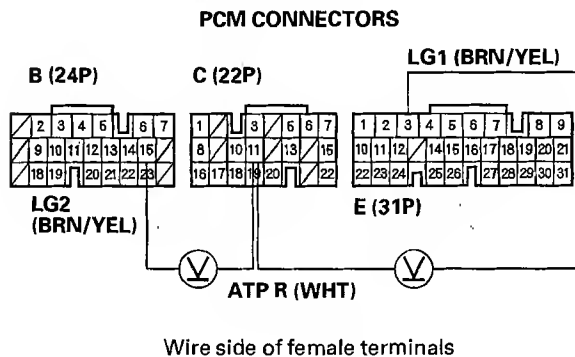 PCM CONNECTORS
B (24P) C (22P) LG1 (BRN/YEL)
2 3 4 5 6 7
9 10 11 12 13 14 15
18 19 20 21 22 23
1 3 5 6 7
8 10 11 13 15
16 17 18 19 20 22
1 2 3 4 5 6 7 8 9
10 11 12 14 15 16 17 18 19 20 21
22 23 24 25 26 27 28 29 30 31
LG2
(BRN/YEL)
E (31P)
V V
ATP R (WHT)
Wire side of female terminals